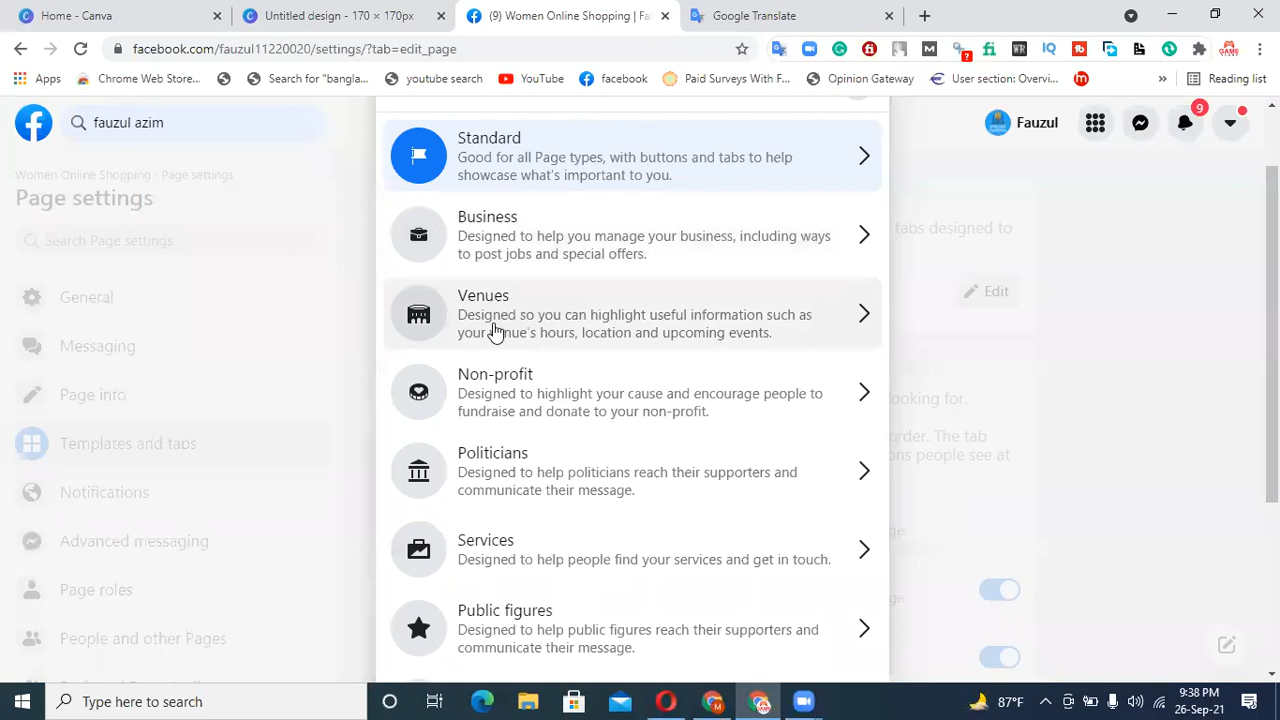 Home - Canva
Untitled design - 170 × 170px
(9) Women Online Shopping | Fa
Google Translate
facebook.com/fauzul11220020/settings/?tab=edit_page
Apps
Chrome Web Store...
Search for "bangla...
youtube search
YouTube
facebook
Paid Surveys With F...
Opinion Gateway
User section: Overvi...
Reading list
fauzul azim
Fauzul
9
Women Online Shopping › Page settings
Page settings
Search Page settings
General
Messaging
Page info
Templates and tabs
Notifications
Advanced messaging
Page roles
People and other Pages
Standard
Good for all Page types, with buttons and tabs to help
showcase what's important to you.
Business
Designed to help you manage your business, including ways
to post jobs and special offers.
Venues
Designed so you can highlight useful information such as
your venue's hours, location and upcoming events.
Non-profit
Designed to highlight your cause and encourage people to
fundraise and donate to your non-profit.
Politicians
Designed to help politicians reach their supporters and
communicate their message.
Services
Designed to help people find your services and get in touch.
Public figures
Designed to help public figures reach their supporters and
communicate their message.
tabs designed to
Edit
ooking for.
order. The tab
ons people see at
Type here to search
87°F
9:38 PM
26-Sep-21